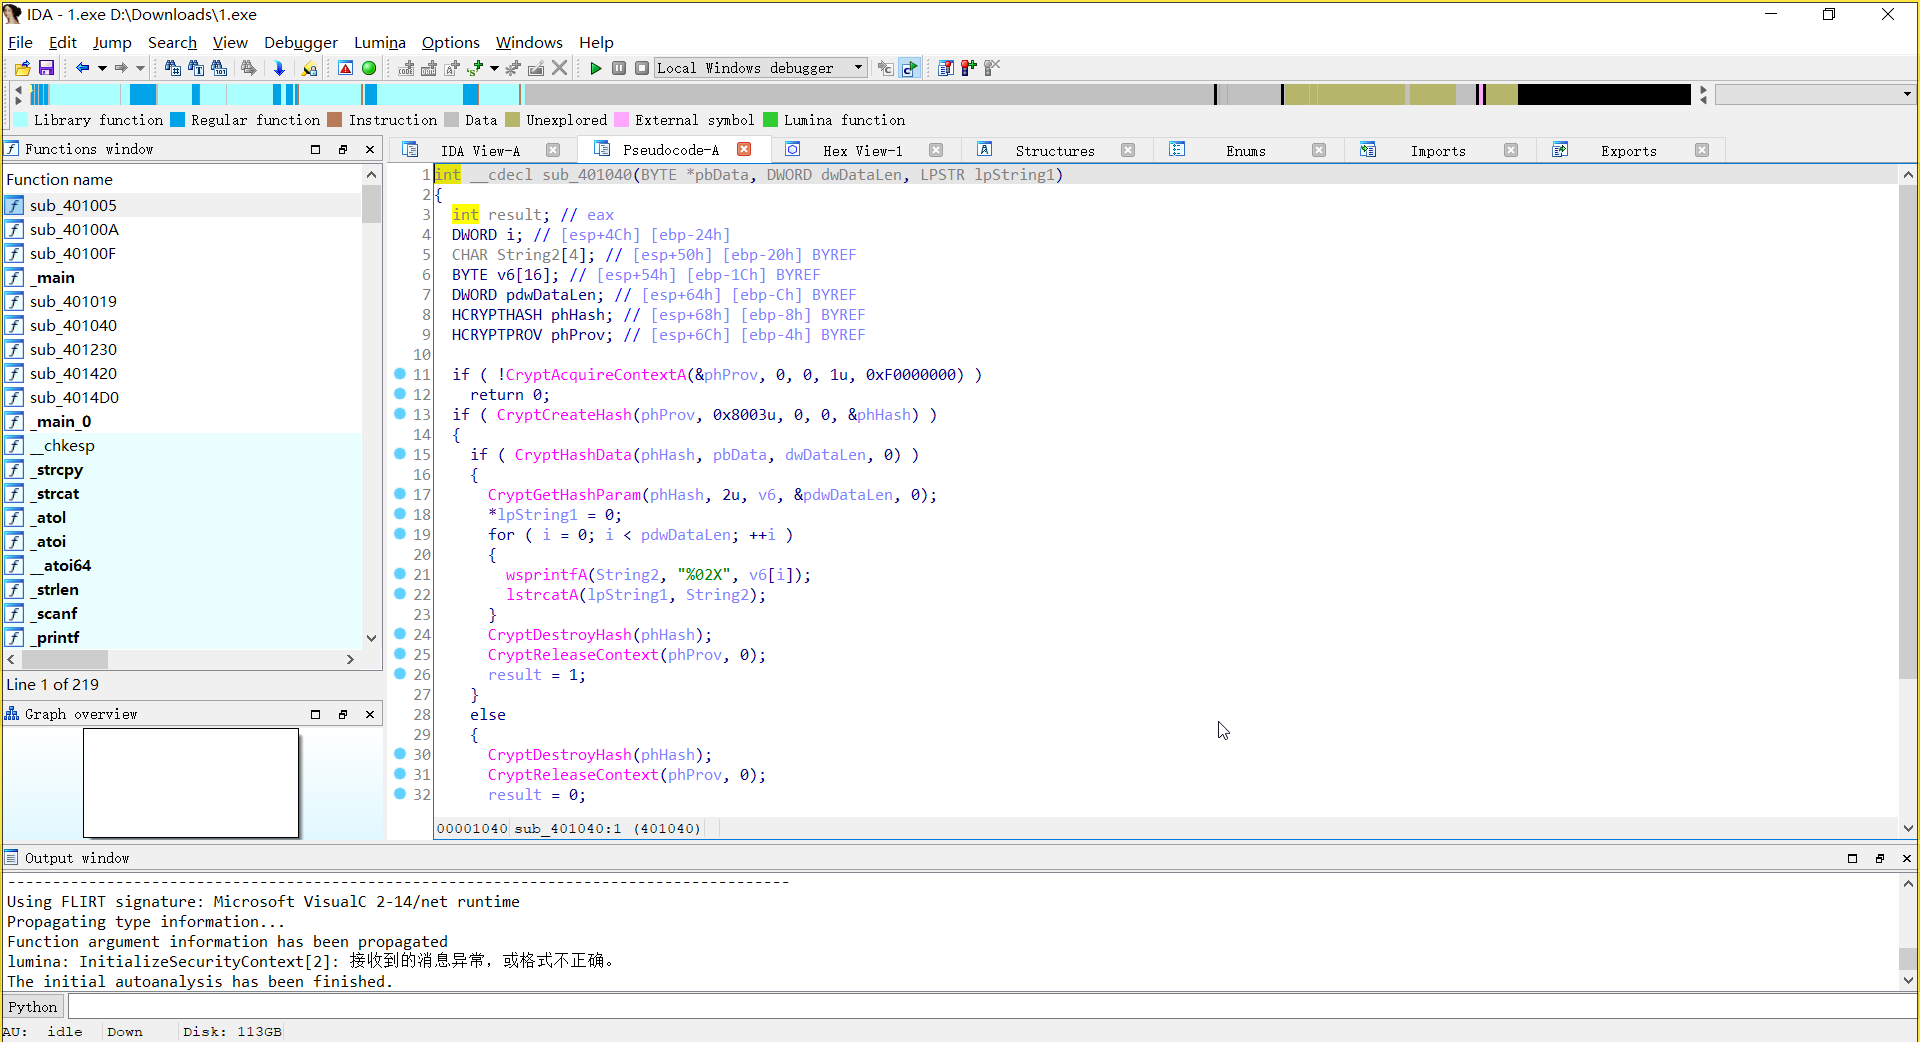 IDA - 1.exe D:\Downloads\1.exe
File Edit Jump Search View Debugger Lumina Options Windows Help
Local Windows debugger
Library function Regular function Instruction Data Unexplored External symbol Lumina function
Functions window
IDA View-A Pseudocode-A Hex View-1 Structures Enums Imports Exports
Function name
sub_401005
sub_40100A
sub_40100F
_main
sub_401019
sub_401040
sub_401230
sub_401420
sub_4014D0
_main_0
__chkesp
_strcpy
_strcat
_atol
_atoi
__atoi64
_strlen
_scanf
_printf
Line 1 of 219
Graph overview
1 int __cdecl sub_401040(BYTE *pbData, DWORD dwDataLen, LPSTR lpString1)
2 {
3 int result; // eax
4 DWORD i; // [esp+4Ch] [ebp-24h]
5 CHAR String2[4]; // [esp+50h] [ebp-20h] BYREF
6 BYTE v6[16]; // [esp+54h] [ebp-1Ch] BYREF
7 DWORD pdwDataLen; // [esp+64h] [ebp-Ch] BYREF
8 HCRYPTHASH phHash; // [esp+68h] [ebp-8h] BYREF
9 HCRYPTPROV phProv; // [esp+6Ch] [ebp-4h] BYREF
10
11 if ( !CryptAcquireContextA(&phProv, 0, 0, 1u, 0xF0000000) )
12 return 0;
13 if ( CryptCreateHash(phProv, 0x8003u, 0, 0, &phHash) )
14 {
15 if ( CryptHashData(phHash, pbData, dwDataLen, 0) )
16 {
17 CryptGetHashParam(phHash, 2u, v6, &pdwDataLen, 0);
18 *lpString1 = 0;
19 for ( i = 0; i < pdwDataLen; ++i )
20 {
21 wsprintfA(String2, "%02X", v6[i]);
22 lstrcatA(lpString1, String2);
23 }
24 CryptDestroyHash(phHash);
25 CryptReleaseContext(phProv, 0);
26 result = 1;
27 }
28 else
29 {
30 CryptDestroyHash(phHash);
31 CryptReleaseContext(phProv, 0);
32 result = 0;
00001040 sub_401040:1 (401040)
Output window
---------------------------------------------------------------------------------------
Using FLIRT signature: Microsoft VisualC 2-14/net runtime
Propagating type information...
Function argument information has been propagated
lumina: InitializeSecurityContext[2]: 接收到的消息异常，或格式不正确。
The initial autoanalysis has been finished.
Python
AU: idle Down Disk: 113GB